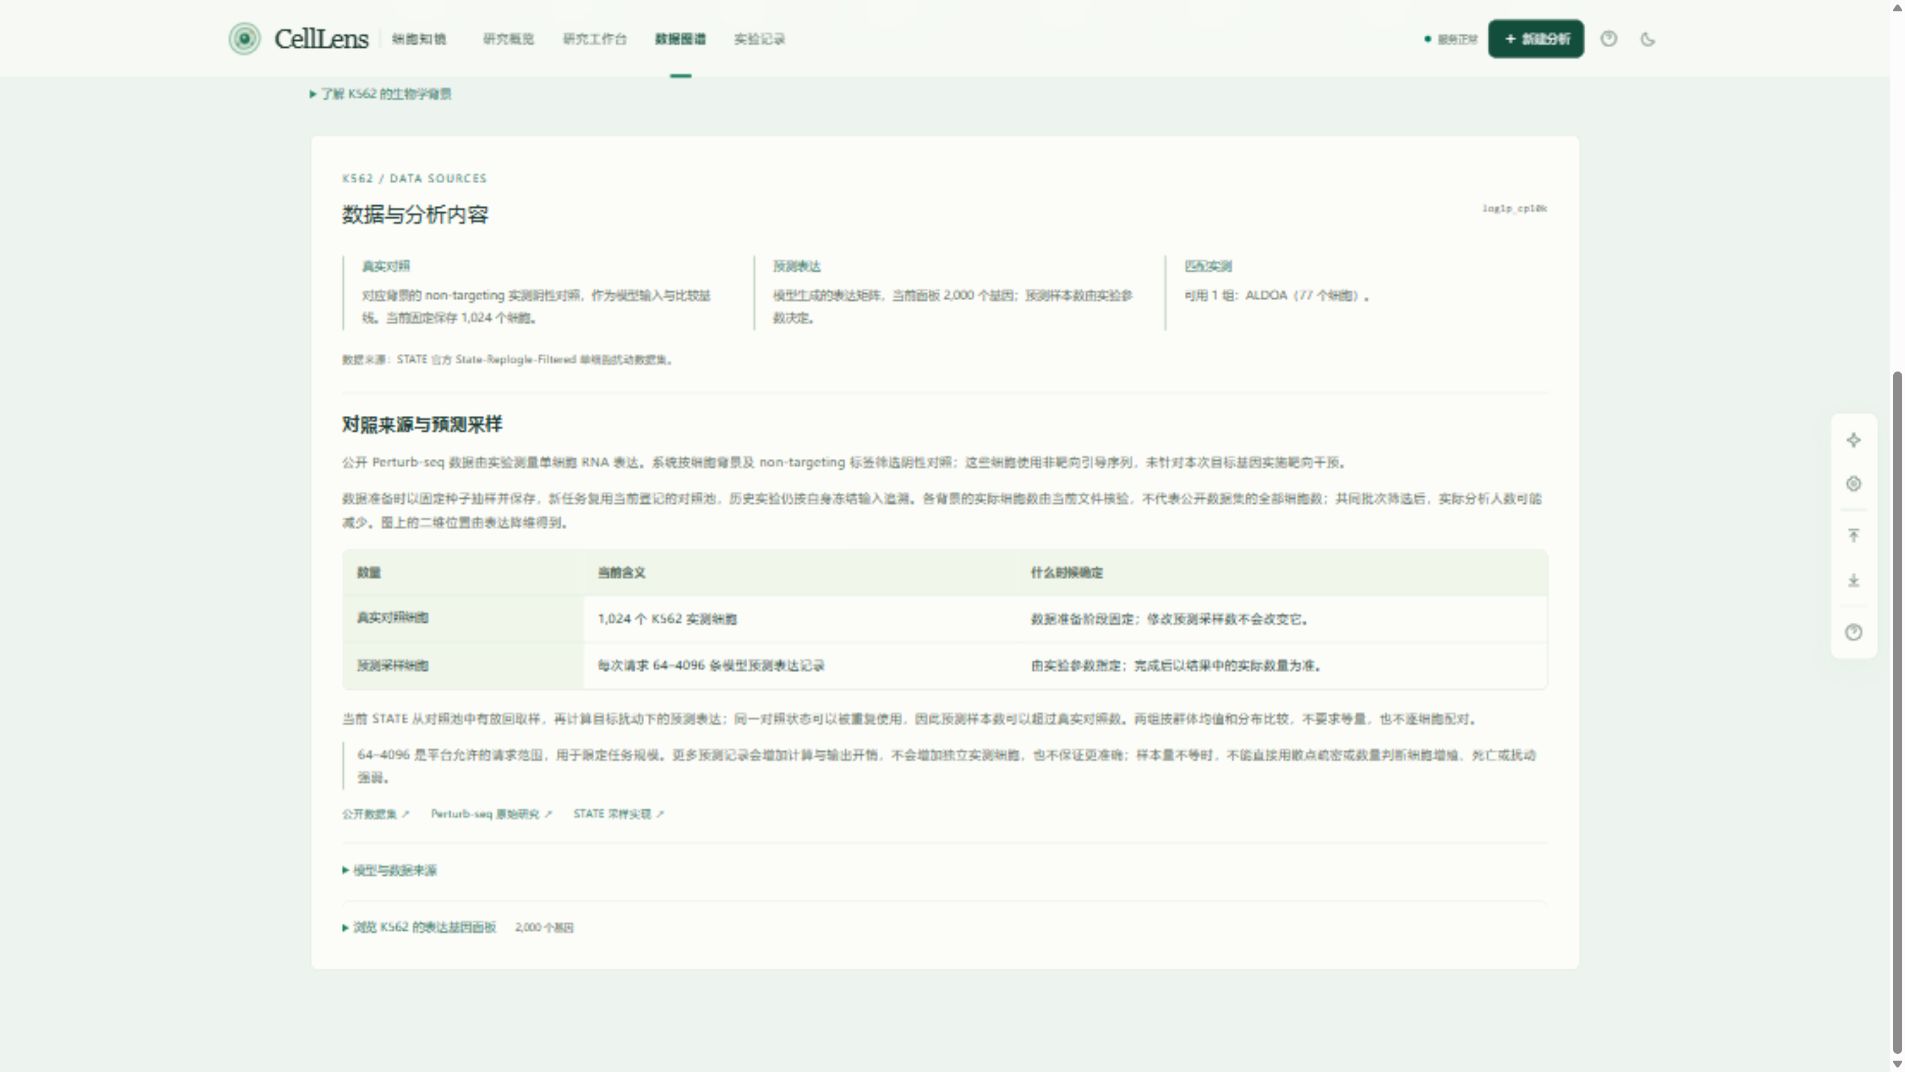 CellLens 细胞知镜 研究概览 研究工作台 数据图谱 实验记录 服务正常 + 新建分析
▶ 了解 K562 的生物学背景
K562 / DATA SOURCES
数据与分析内容
log1p_cp10k
真实对照
对应背景的 non-targeting 实测阴性对照，作为模型输入与比较基
线。当前固定保存 1,024 个细胞。
预测表达
模型生成的表达矩阵，当前面板 2,000 个基因；预测样本数由实验参
数决定。
匹配实测
可用 1 组：ALDOA（77 个细胞）。
数据来源：STATE 官方 State-Replogle-Filtered 单细胞扰动数据集。
对照来源与预测采样
公开 Perturb-seq 数据由实验测量单细胞 RNA 表达。系统按细胞背景及 non-targeting 标签筛选阴性对照；这些细胞使用非靶向引导序列，未针对本次目标基因实施靶向干预。
数据准备时以固定种子抽样并保存，新任务复用当前登记的对照池，历史实验仍按自身冻结输入追溯。各背景的实际细胞数由当前文件核验，不代表公开数据集的全部细胞数；共同批次筛选后，实际分析人数可能
减少。图上的二维位置由表达降维得到。
数量 当前含义 什么时候确定
真实对照细胞 1,024 个 K562 实测细胞 数据准备阶段固定；修改预测采样数不会改变它。
预测采样细胞 每次请求 64–4096 条模型预测表达记录 由实验参数指定；完成后以结果中的实际数量为准。
当前 STATE 从对照池中有放回取样，再计算目标扰动下的预测表达；同一对照状态可以被重复使用，因此预测样本数可以超过真实对照数。两组按群体均值和分布比较，不要求等量，也不逐细胞配对。
64–4096 是平台允许的请求范围，用于限定任务规模。更多预测记录会增加计算与输出开销，不会增加独立实测细胞，也不保证更准确；样本量不等时，不能直接用散点疏密或数量判断细胞增殖、死亡或扰动
强弱。
公开数据集 ↗ Perturb-seq 原始研究 ↗ STATE 采样实现 ↗
▶ 模型与数据来源
▶ 浏览 K562 的表达基因面板 2,000 个基因